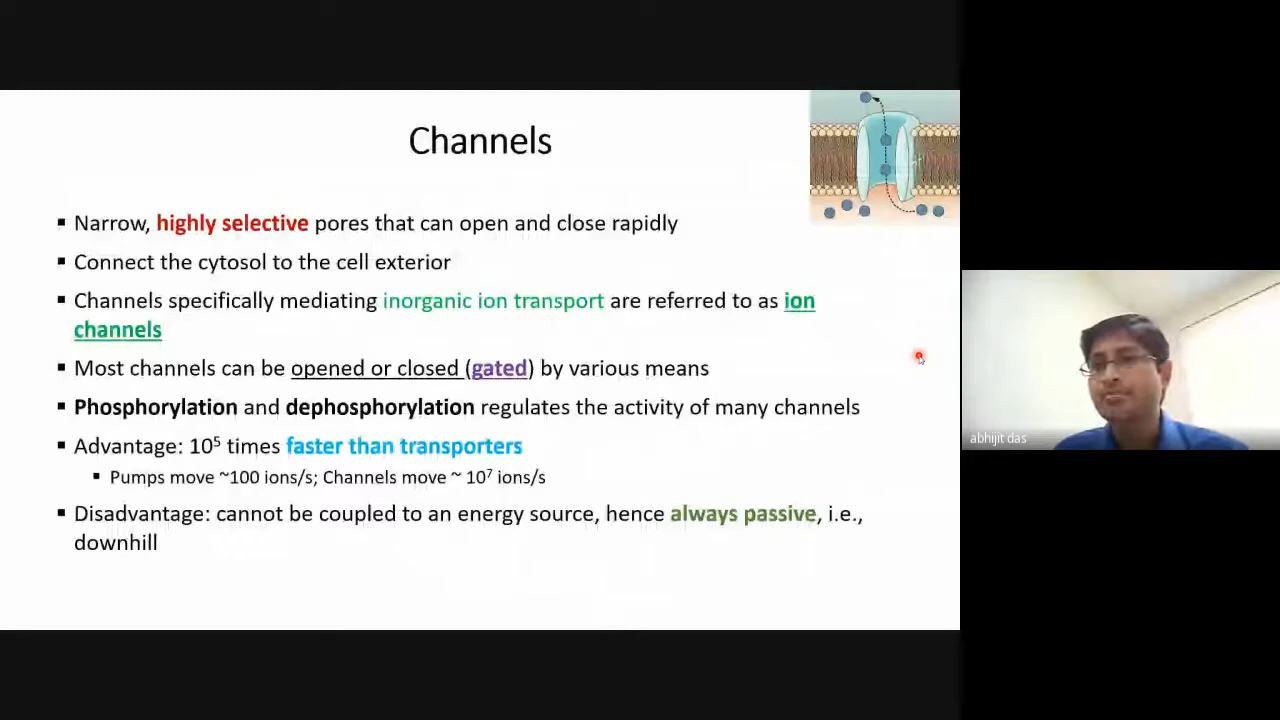 Channels
▪ Narrow, highly selective pores that can open and close rapidly
▪ Connect the cytosol to the cell exterior
▪ Channels specifically mediating inorganic ion transport are referred to as ion
channels
▪ Most channels can be opened or closed (gated) by various means
▪ Phosphorylation and dephosphorylation regulates the activity of many channels
▪ Advantage: 10⁵ times faster than transporters
▪ Pumps move ~100 ions/s; Channels move ~ 10⁷ ions/s
▪ Disadvantage: cannot be coupled to an energy source, hence always passive, i.e.,
downhill
abhijit das